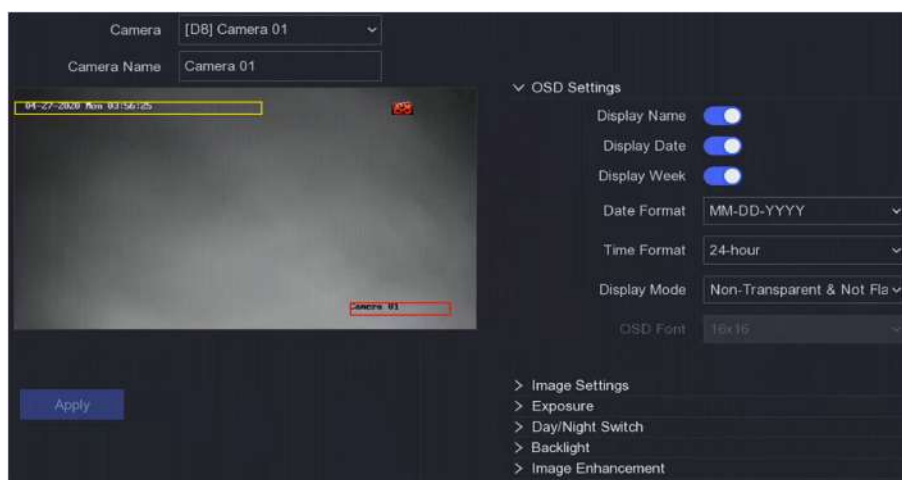 Camera [D8] Camera 01
Camera Name Camera 01
04-27-2020 Mon 03:56:25
Camera 01
Apply
OSD Settings
Display Name
Display Date
Display Week
Date Format MM-DD-YYYY
Time Format 24-hour
Display Mode Non-Transparent & Not Fla
OSD Font 16x16
Image Settings
Exposure
Day/Night Switch
Backlight
Image Enhancement